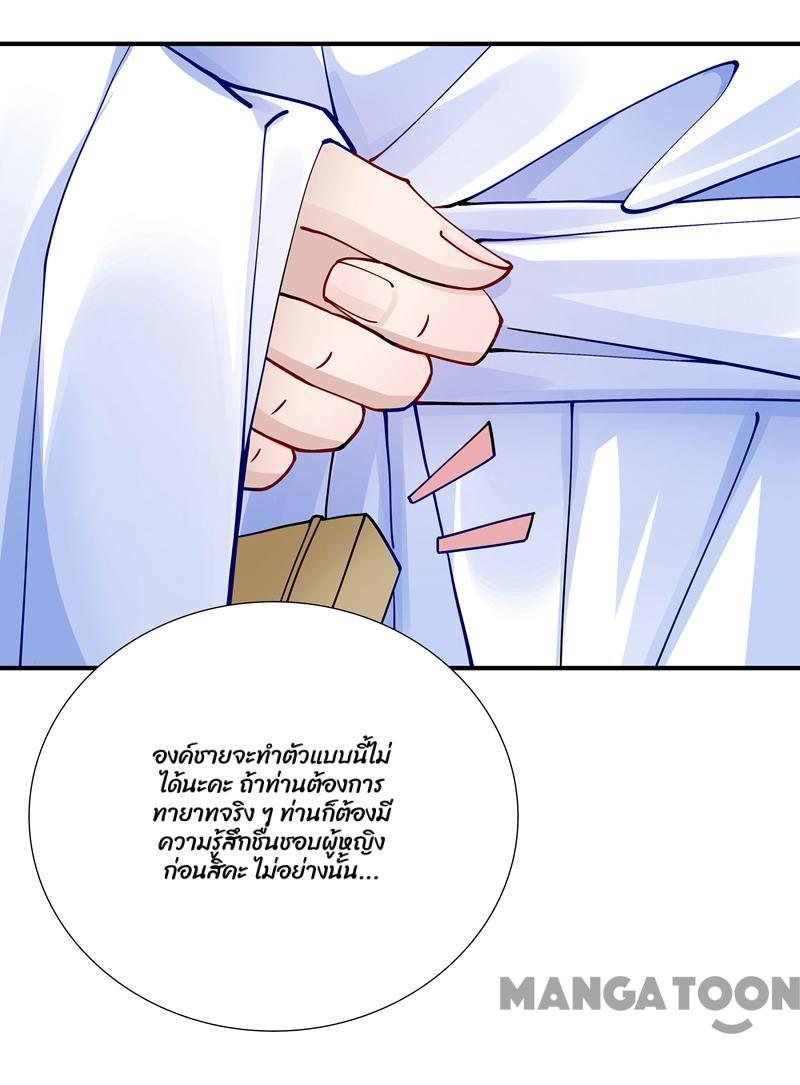 องค์ชายจะทำตัวแบบนี้ไม่
ได้นะคะ ถ้าท่านต้องการ
ทายาทจริง ๆ ท่านก็ต้องมี
ความรู้สึกชื่นชอบผู้หญิง
ก่อนสิคะ ไม่อย่างนั้น...
MANGATOON